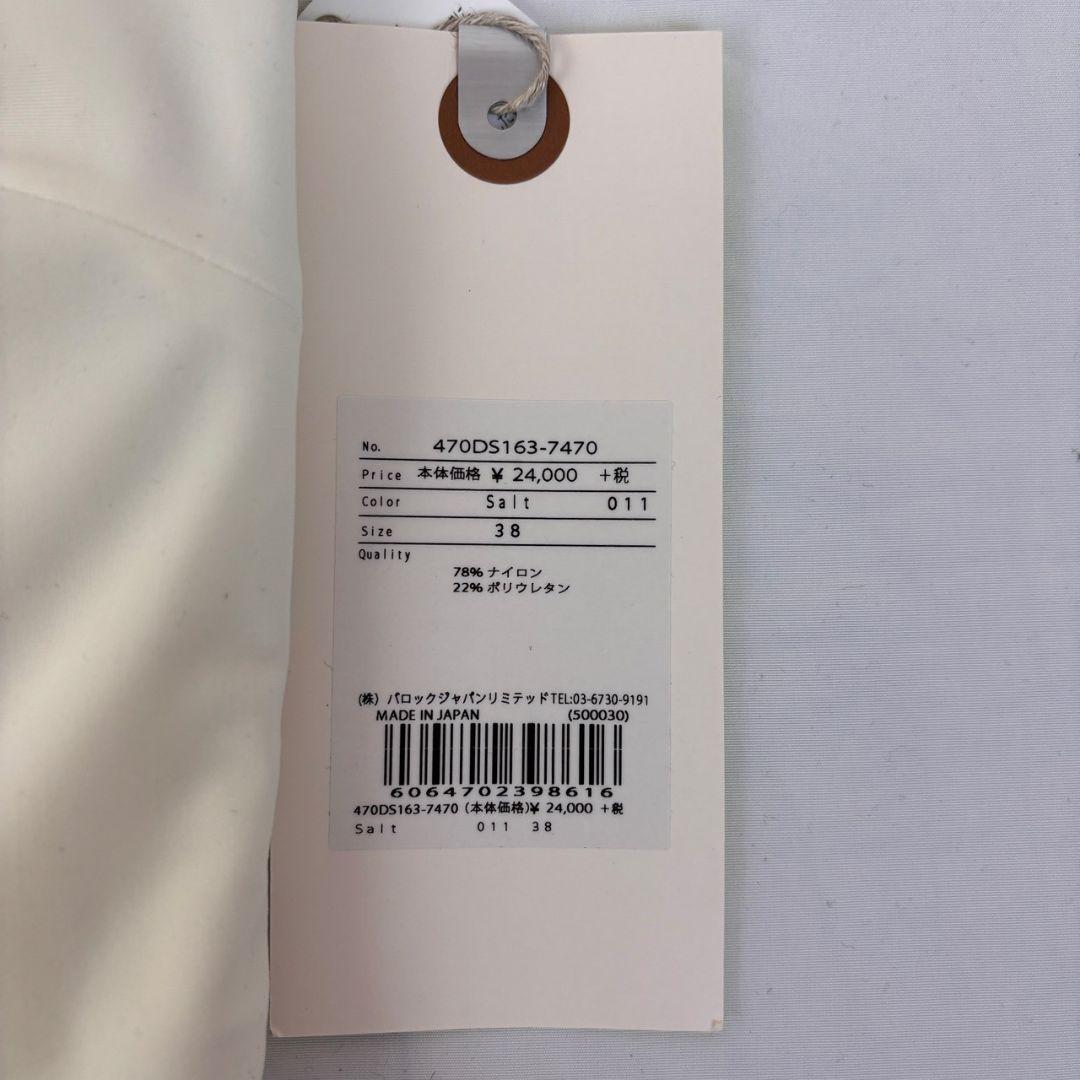 No. 470DS163-7470
Price 本体価格 ¥ 24,000 +税
Color Salt 011
Size 38
Quality
78% ナイロン
22% ポリウレタン
(株) バロックジャパンリミテッドTEL:03-6730-9191
MADE IN JAPAN (500030)
6064702398616
470DS163-7470 (本体価格)¥ 24,000 +税
Salt 011 38